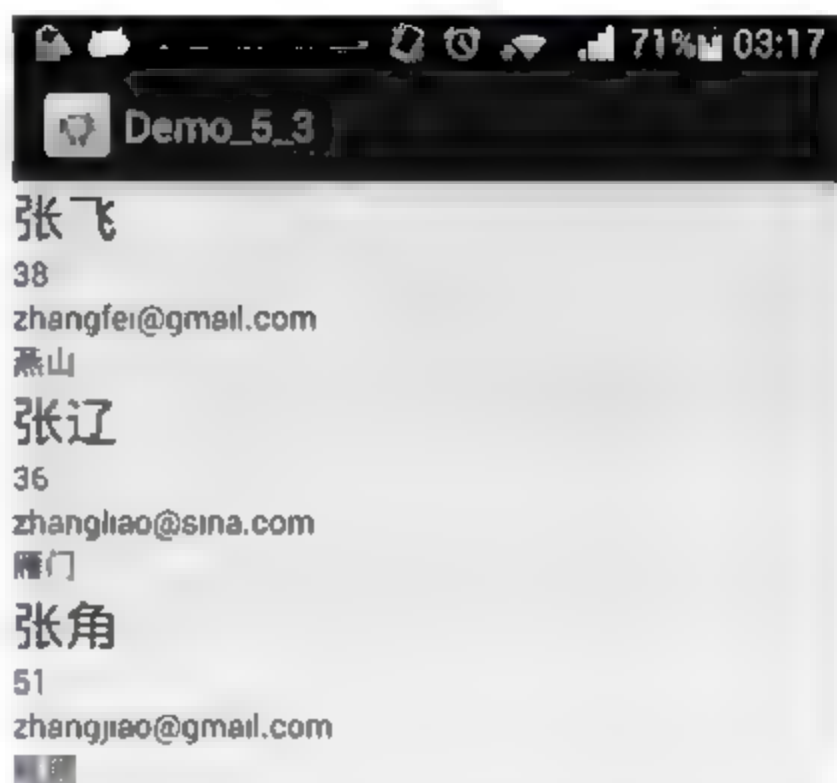 71% 03:17
Demo_5_3
张飞
38
zhangfei@gmail.com
燕山
张辽
36
zhangliao@sina.com
雁门
张角
51
zhangjiao@gmail.com